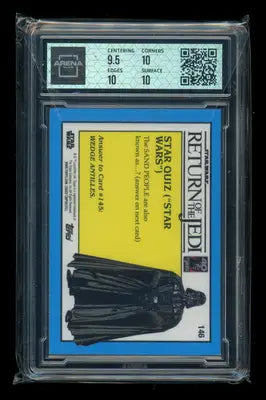 ARENA
CENTERING 9.5
CORNERS 10
EDGES 10
SURFACE 10
STAR WARS
RETURN OF THE JEDI
146
STAR QUIZ ("STAR
WARS")
The SAND PEOPLE are also
known as...? (answer on next card)
Answer to Card #145:
WEDGE ANTILLES.
STAR WARS
Topps